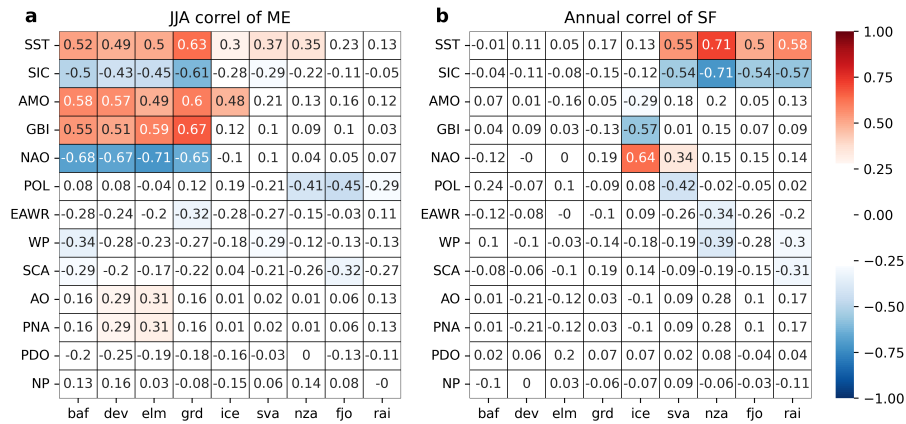 a JJA correl of ME
SST 0.52 0.49 0.5 0.63 0.3 0.37 0.35 0.23 0.13
SIC -0.5 -0.43 -0.45 -0.61 -0.28 -0.29 -0.22 -0.11 -0.05
AMO 0.58 0.57 0.49 0.6 0.48 0.21 0.13 0.16 0.12
GBI 0.55 0.51 0.59 0.67 0.12 0.1 0.09 0.1 0.03
NAO -0.68 -0.67 -0.71 -0.65 -0.1 0.1 0.04 0.05 0.07
POL 0.08 0.08 -0.04 0.12 0.19 -0.21 -0.41 -0.45 -0.29
EAWR -0.28 -0.24 -0.2 -0.32 -0.28 -0.27 -0.15 -0.03 0.11
WP -0.34 -0.28 -0.23 -0.27 -0.18 -0.29 -0.12 -0.13 -0.13
SCA -0.29 -0.2 -0.17 -0.22 0.04 -0.21 -0.26 -0.32 -0.27
AO 0.16 0.29 0.31 0.16 0.01 0.02 0.01 0.06 0.13
PNA 0.16 0.29 0.31 0.16 0.01 0.02 0.01 0.06 0.13
PDO -0.2 -0.25 -0.19 -0.18 -0.16 -0.03 0 -0.13 -0.11
NP 0.13 0.16 0.03 -0.08 -0.15 0.06 0.14 0.08 -0
baf dev elm grd ice sva nza fjo rai
b Annual correl of SF
SST -0.01 0.11 0.05 0.17 0.13 0.55 0.71 0.5 0.58
SIC -0.04 -0.11 -0.08 -0.15 -0.12 -0.54 -0.71 -0.54 -0.57
AMO 0.07 0.01 -0.16 0.05 -0.29 0.18 0.2 0.05 0.13
GBI 0.04 0.09 0.03 -0.13 -0.57 0.01 0.15 0.07 0.09
NAO -0.12 -0 0 0.19 0.64 0.34 0.15 0.15 0.14
POL -0.24 -0.07 0.1 -0.09 0.08 -0.42 -0.02 -0.05 0.02
EAWR -0.12 -0.08 -0 -0.1 0.09 -0.26 -0.34 -0.26 -0.2
WP 0.1 -0.1 -0.03 -0.14 -0.18 -0.19 -0.39 -0.28 -0.3
SCA -0.08 -0.06 -0.1 0.19 0.14 -0.09 -0.19 -0.15 -0.31
AO 0.01 -0.21 -0.12 0.03 -0.1 0.09 0.28 0.1 0.17
PNA 0.01 -0.21 -0.12 0.03 -0.1 0.09 0.28 0.1 0.17
PDO 0.02 0.06 0.2 0.07 0.07 0.02 0.08 -0.04 0.04
NP -0.1 0 0.03 -0.06 -0.07 0.09 -0.06 -0.03 -0.11
baf dev elm grd ice sva nza fjo rai
1.00
0.75
0.50
0.25
0.00
−0.25
−0.50
−0.75
−1.00